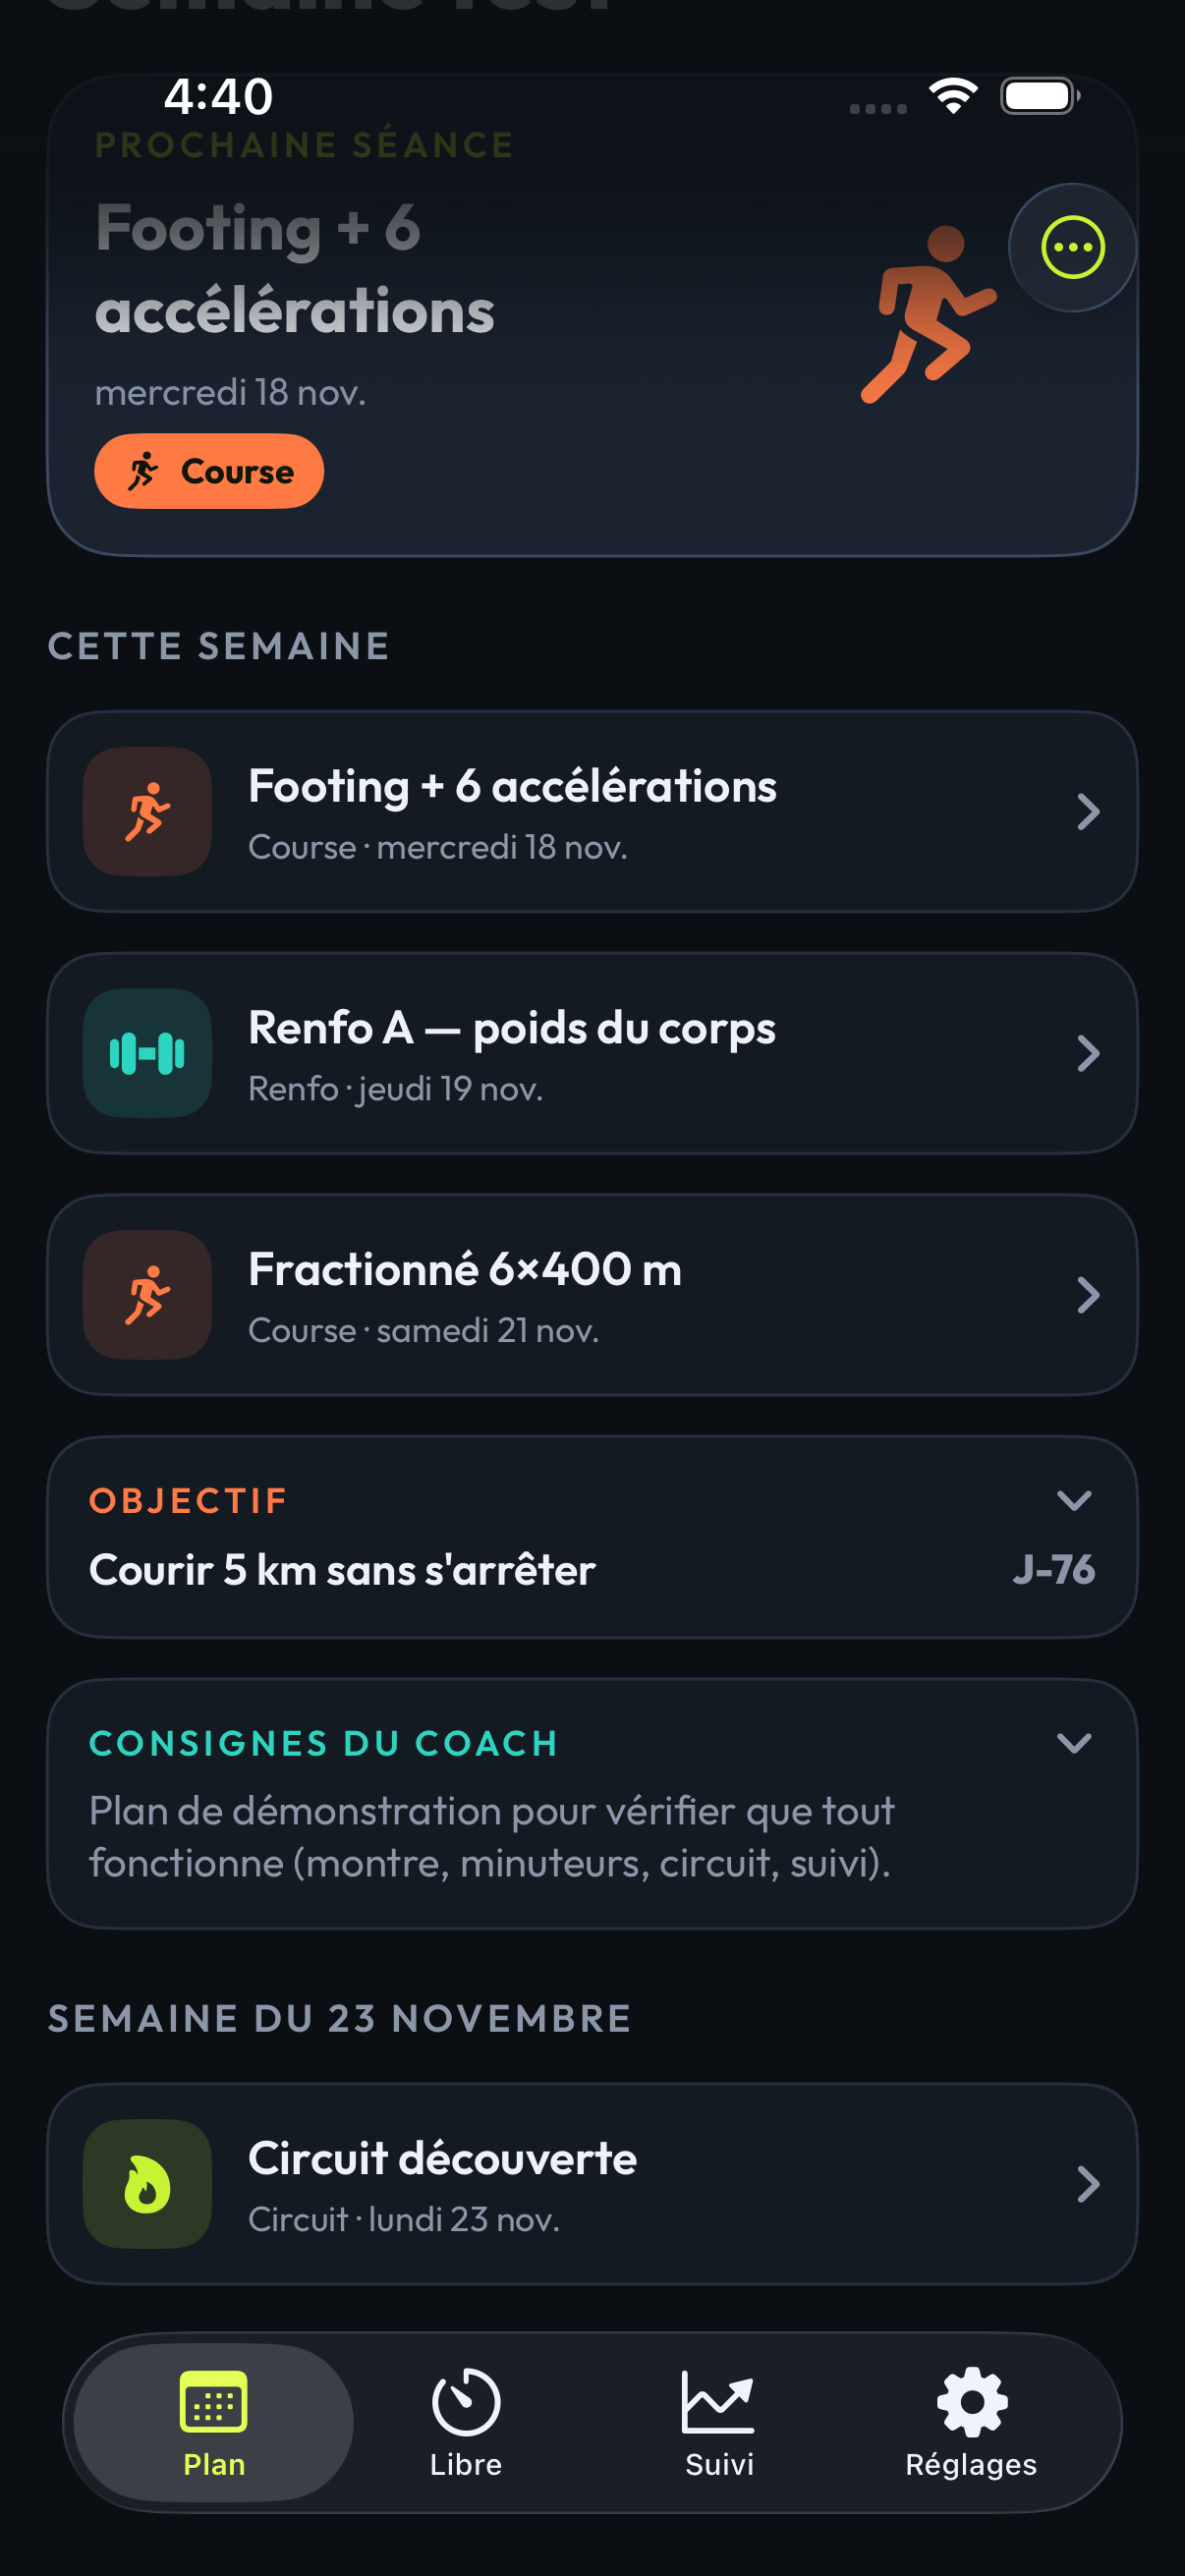 Semaine Test
4:40
PROCHAINE SÉANCE
Footing + 6
accélérations
mercredi 18 nov.
Course
CETTE SEMAINE
Footing + 6 accélérations
Course · mercredi 18 nov.
Renfo A — poids du corps
Renfo · jeudi 19 nov.
Fractionné 6×400 m
Course · samedi 21 nov.
OBJECTIF
Courir 5 km sans s'arrêter
J-76
CONSIGNES DU COACH
Plan de démonstration pour vérifier que tout
fonctionne (montre, minuteurs, circuit, suivi).
SEMAINE DU 23 NOVEMBRE
Circuit découverte
Circuit · lundi 23 nov.
Plan
Libre
Suivi
Réglages